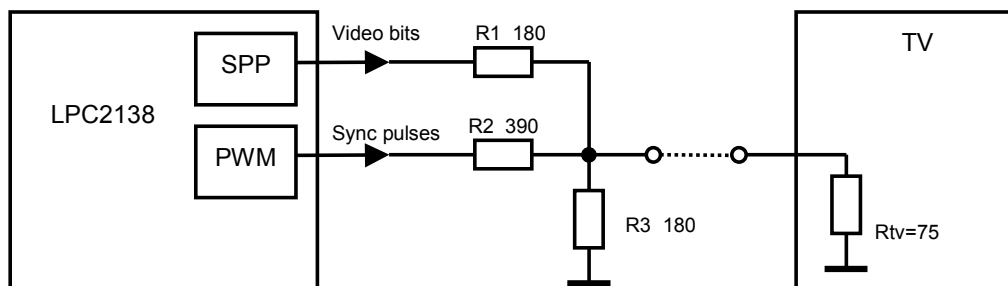 Video bits
R1 180
TV
SPP
LPC2138
Sync pulses
R2 390
PWM
R3 180
Rtv=75